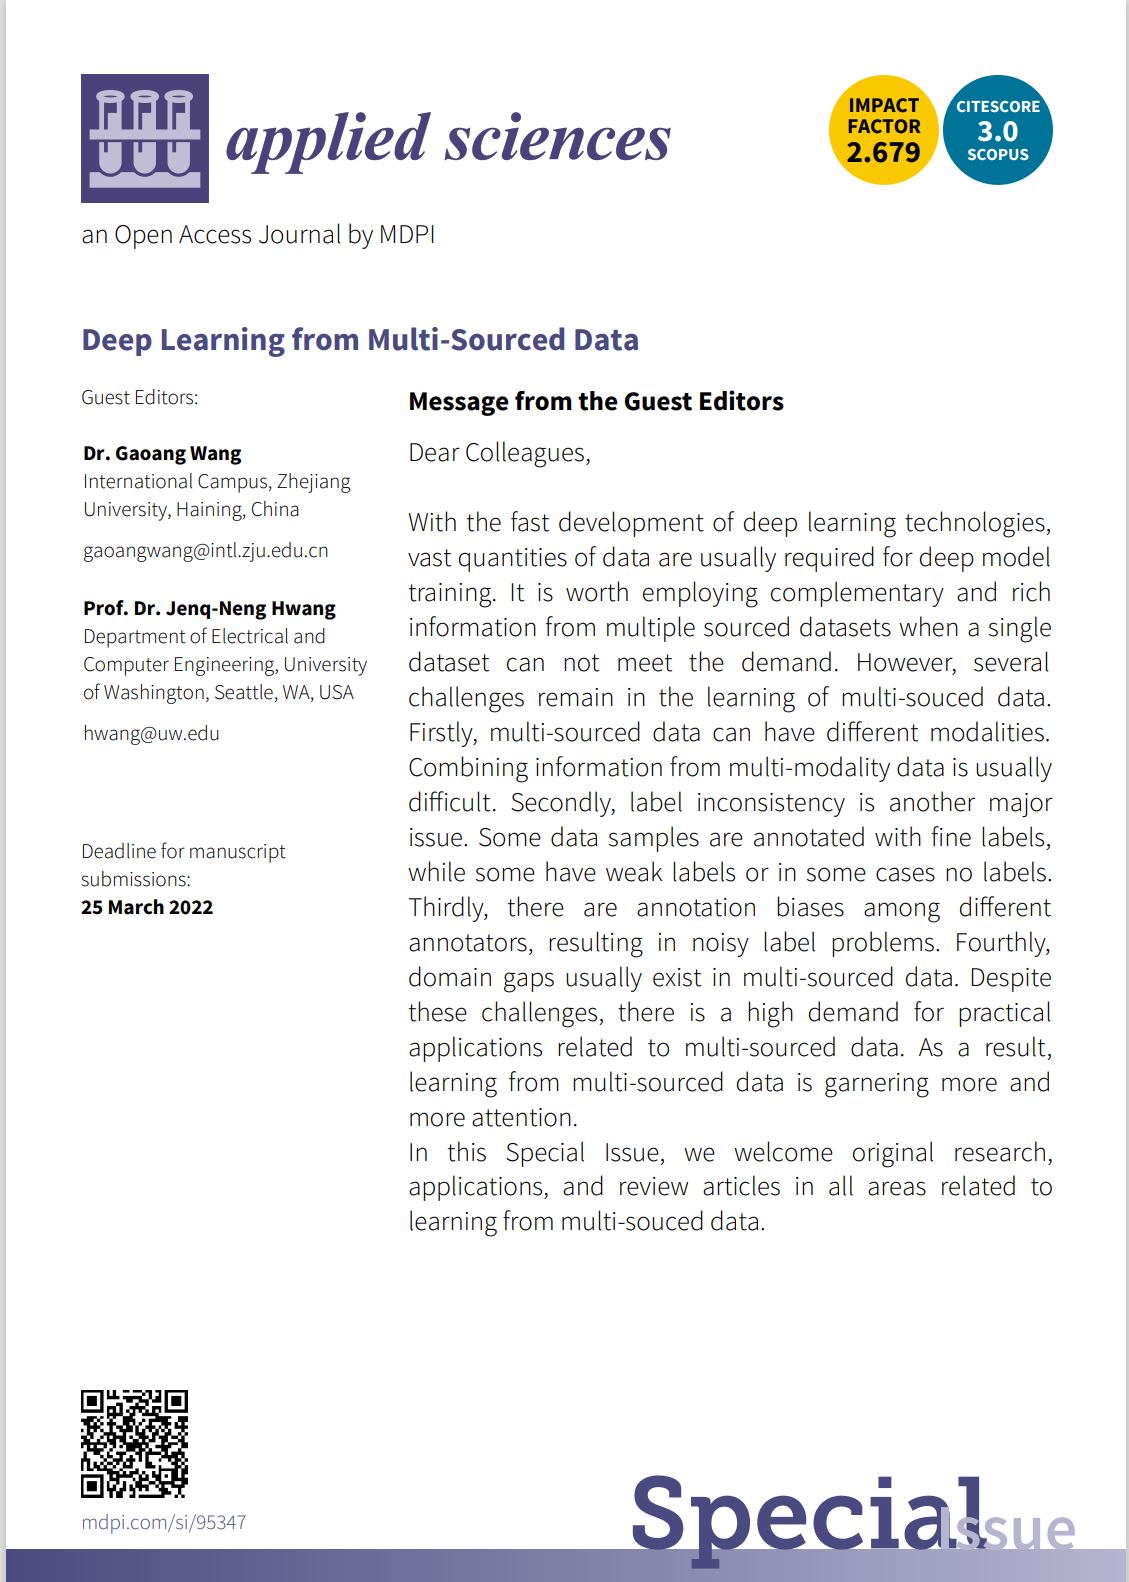 applied sciences
IMPACT
FACTOR
2.679
CITESCORE
3.0
SCOPUS
an Open Access Journal by MDPI
Deep Learning from Multi-Sourced Data
Guest Editors:
Dr. Gaoang Wang
International Campus, Zhejiang
University, Haining, China
gaoangwang@intl.zju.edu.cn
Prof. Dr. Jenq-Neng Hwang
Department of Electrical and
Computer Engineering, University
of Washington, Seattle, WA, USA
hwang@uw.edu
Deadline for manuscript
submissions:
25 March 2022
Message from the Guest Editors
Dear Colleagues,
With the fast development of deep learning technologies,
vast quantities of data are usually required for deep model
training. It is worth employing complementary and rich
information from multiple sourced datasets when a single
dataset can not meet the demand. However, several
challenges remain in the learning of multi-souced data.
Firstly, multi-sourced data can have different modalities.
Combining information from multi-modality data is usually
difficult. Secondly, label inconsistency is another major
issue. Some data samples are annotated with fine labels,
while some have weak labels or in some cases no labels.
Thirdly, there are annotation biases among different
annotators, resulting in noisy label problems. Fourthly,
domain gaps usually exist in multi-sourced data. Despite
these challenges, there is a high demand for practical
applications related to multi-sourced data. As a result,
learning from multi-sourced data is garnering more and
more attention.
In this Special Issue, we welcome original research,
applications, and review articles in all areas related to
learning from multi-souced data.
mdpi.com/si/95347
Special
Issue